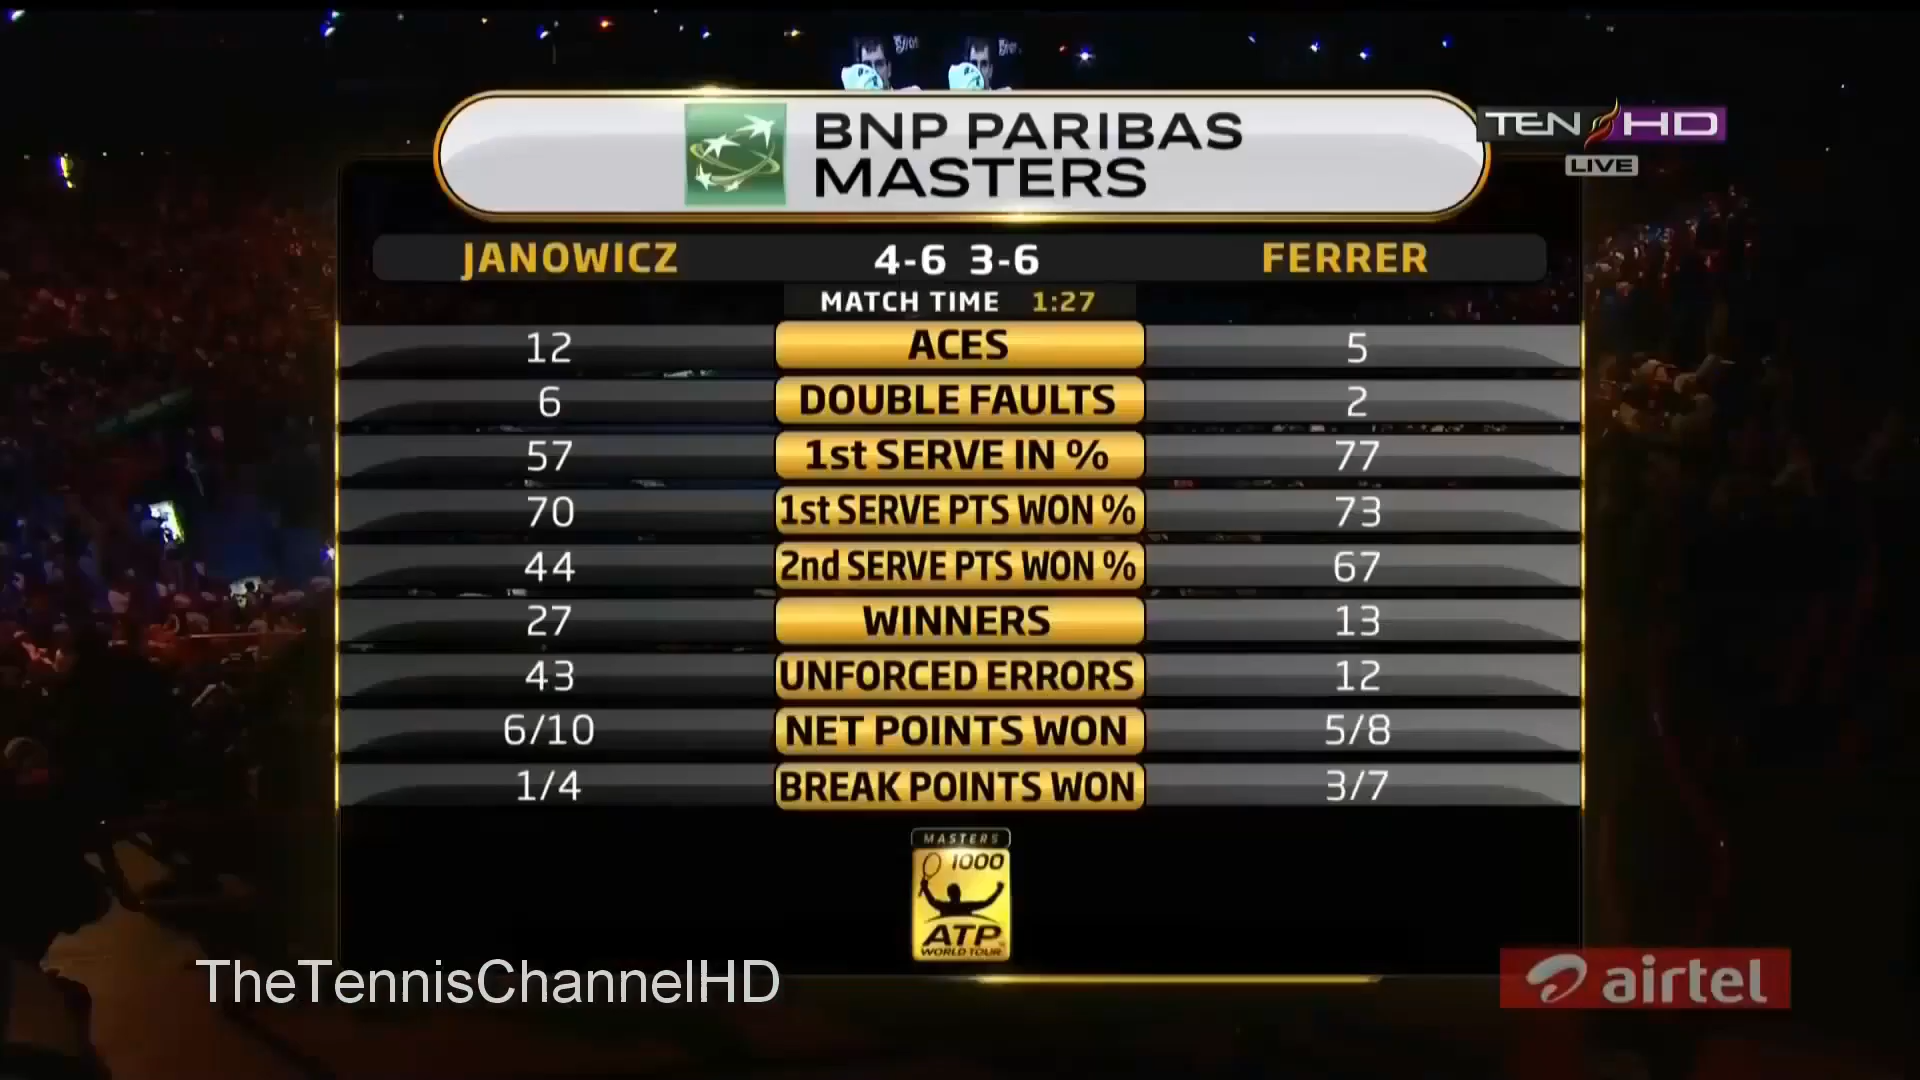 BNP PARIBAS
MASTERS
TEN HD
LIVE
JANOWICZ 4-6 3-6 FERRER
MATCH TIME 1:27
12 ACES 5
6 DOUBLE FAULTS 2
57 1st SERVE IN % 77
70 1st SERVE PTS WON % 73
44 2nd SERVE PTS WON % 67
27 WINNERS 13
43 UNFORCED ERRORS 12
6/10 NET POINTS WON 5/8
1/4 BREAK POINTS WON 3/7
MASTERS
1000
ATP
WORLD TOUR
TheTennisChannelHD
airtel